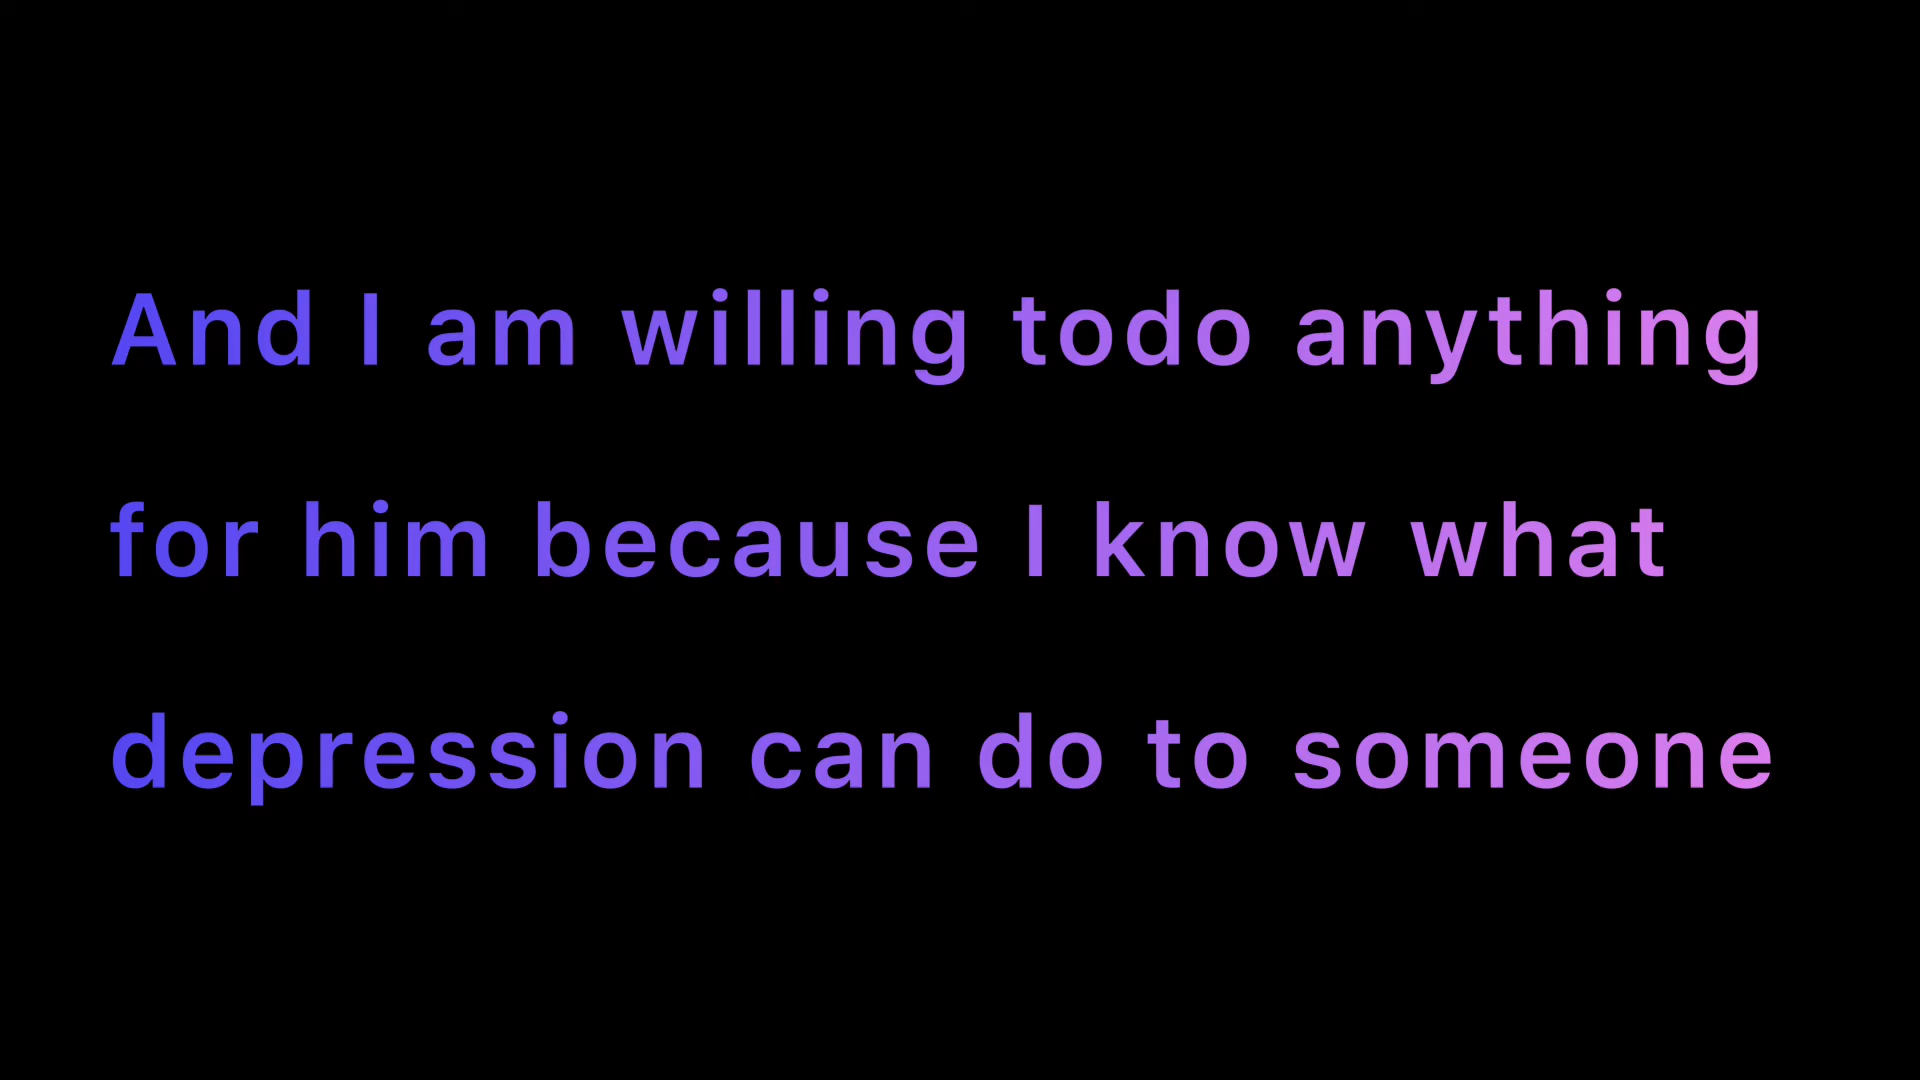 And I am willing todo anything
for him because I know what
depression can do to someone